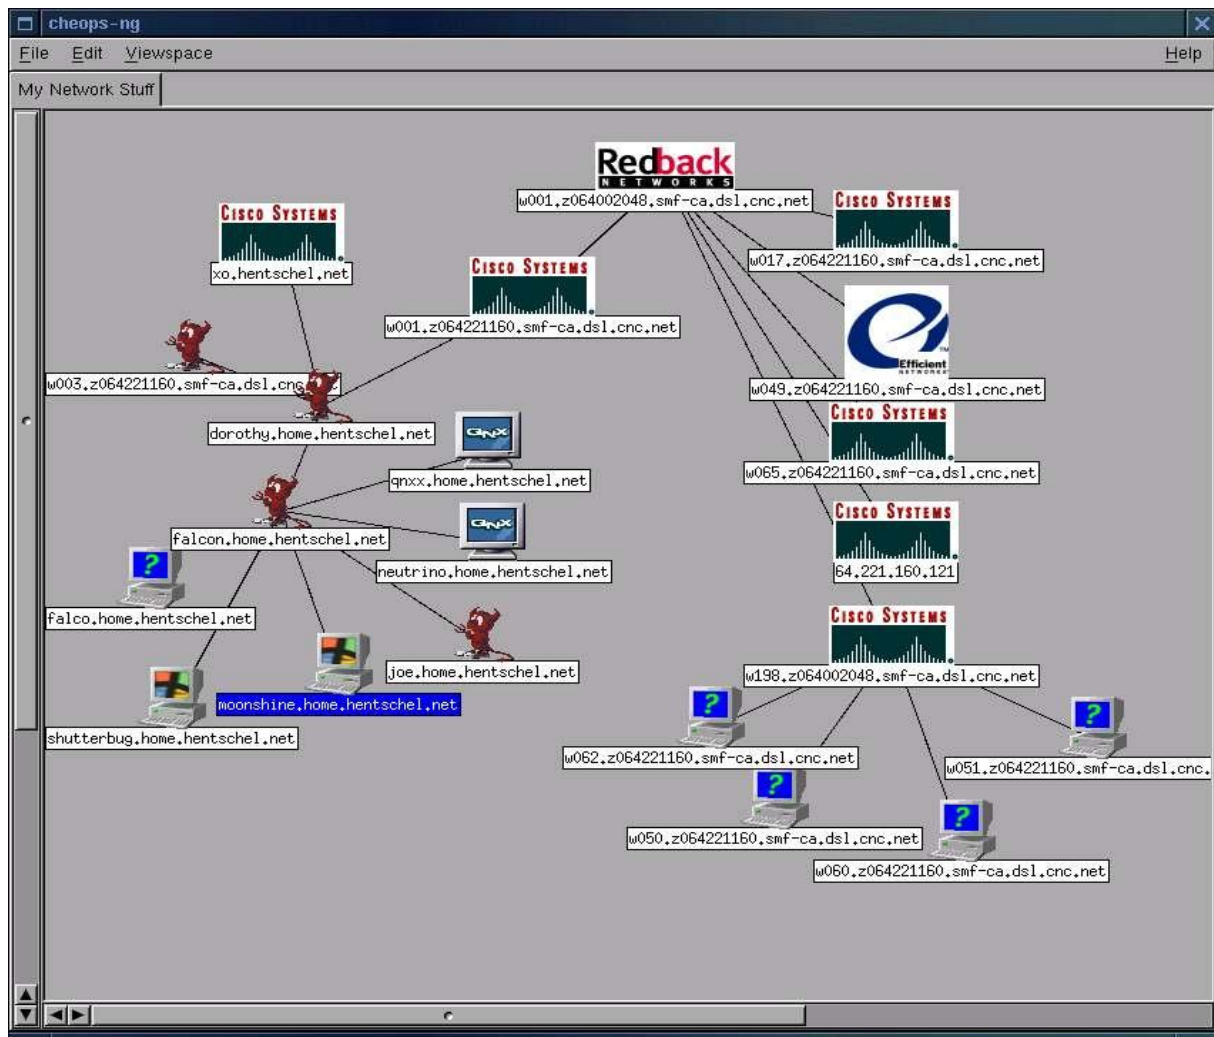 cheops-ng
File Edit Viewspace Help
My Network Stuff
Redback
NETWORKS
w001.z064002048.smf-ca.dsl.cnc.net
CISCO SYSTEMS
w017.z064221160.smf-ca.dsl.cnc.net
CISCO SYSTEMS
xo.hentschel.net
CISCO SYSTEMS
w001.z064221160.smf-ca.dsl.cnc.net
Efficient
NETWORKS
w049.z064221160.smf-ca.dsl.cnc.net
w003.z064221160.smf-ca.dsl.cnc
dorothy.home.hentschel.net
QNX
qnxx.home.hentschel.net
CISCO SYSTEMS
w065.z064221160.smf-ca.dsl.cnc.net
falcon.home.hentschel.net
QNX
neutrino.home.hentschel.net
CISCO SYSTEMS
64.221.160.121
?
falco.home.hentschel.net
joe.home.hentschel.net
CISCO SYSTEMS
w198.z064002048.smf-ca.dsl.cnc.net
moonshine.home.hentschel.net
shutterbug.home.hentschel.net
?
w062.z064221160.smf-ca.dsl.cnc.net
?
w051.z064221160.smf-ca.dsl.cnc.
?
w050.z064221160.smf-ca.dsl.cnc.net
?
w060.z064221160.smf-ca.dsl.cnc.net